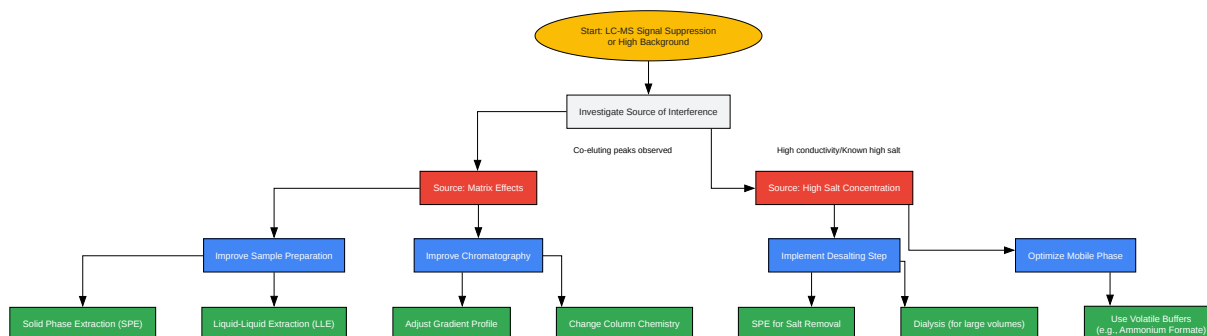 Start: LC-MS Signal Suppression
or High Background
Investigate Source of Interference
Co-eluting peaks observed
High conductivity/Known high salt
Source: Matrix Effects
Source: High Salt Concentration
Improve Sample Preparation
Improve Chromatography
Implement Desalting Step
Optimize Mobile Phase
Solid Phase Extraction (SPE)
Liquid-Liquid Extraction (LLE)
Adjust Gradient Profile
Change Column Chemistry
SPE for Salt Removal
Dialysis (for large volumes)
Use Volatile Buffers
(e.g., Ammonium Formate)